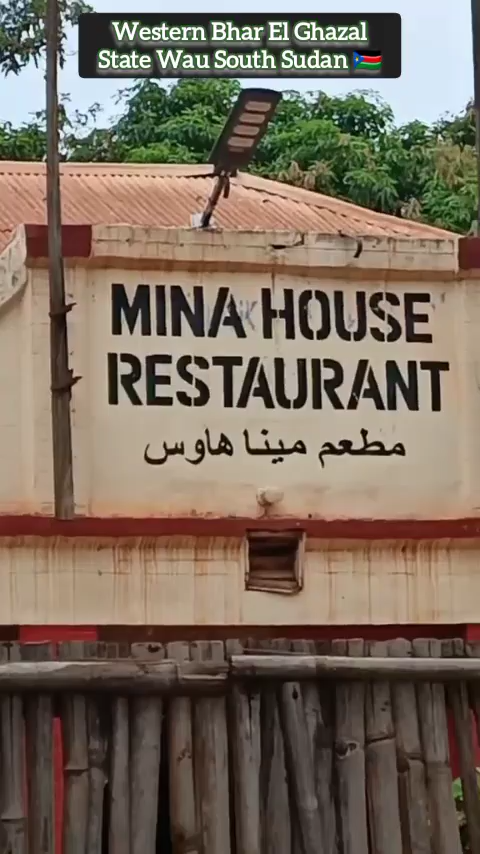 Western Bhar El Ghazal
State Wau South Sudan 🇸🇸
MINA HOUSE
RESTAURANT
مطعم مينا هاوس